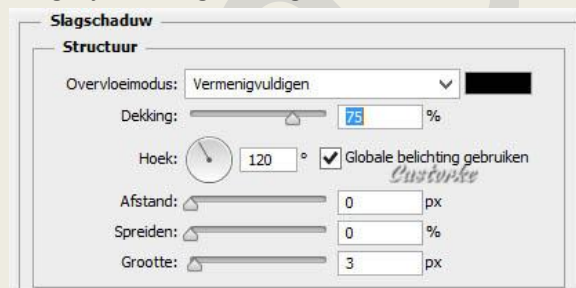 Slagschaduw
Structuur
Overvloeimodus: Vermenigvuldigen
Dekking: 75 %
Hoek: 120 ° Globale belichting gebruiken
Custorke
Afstand: 0 px
Spreiden: 0 %
Grootte: 3 px